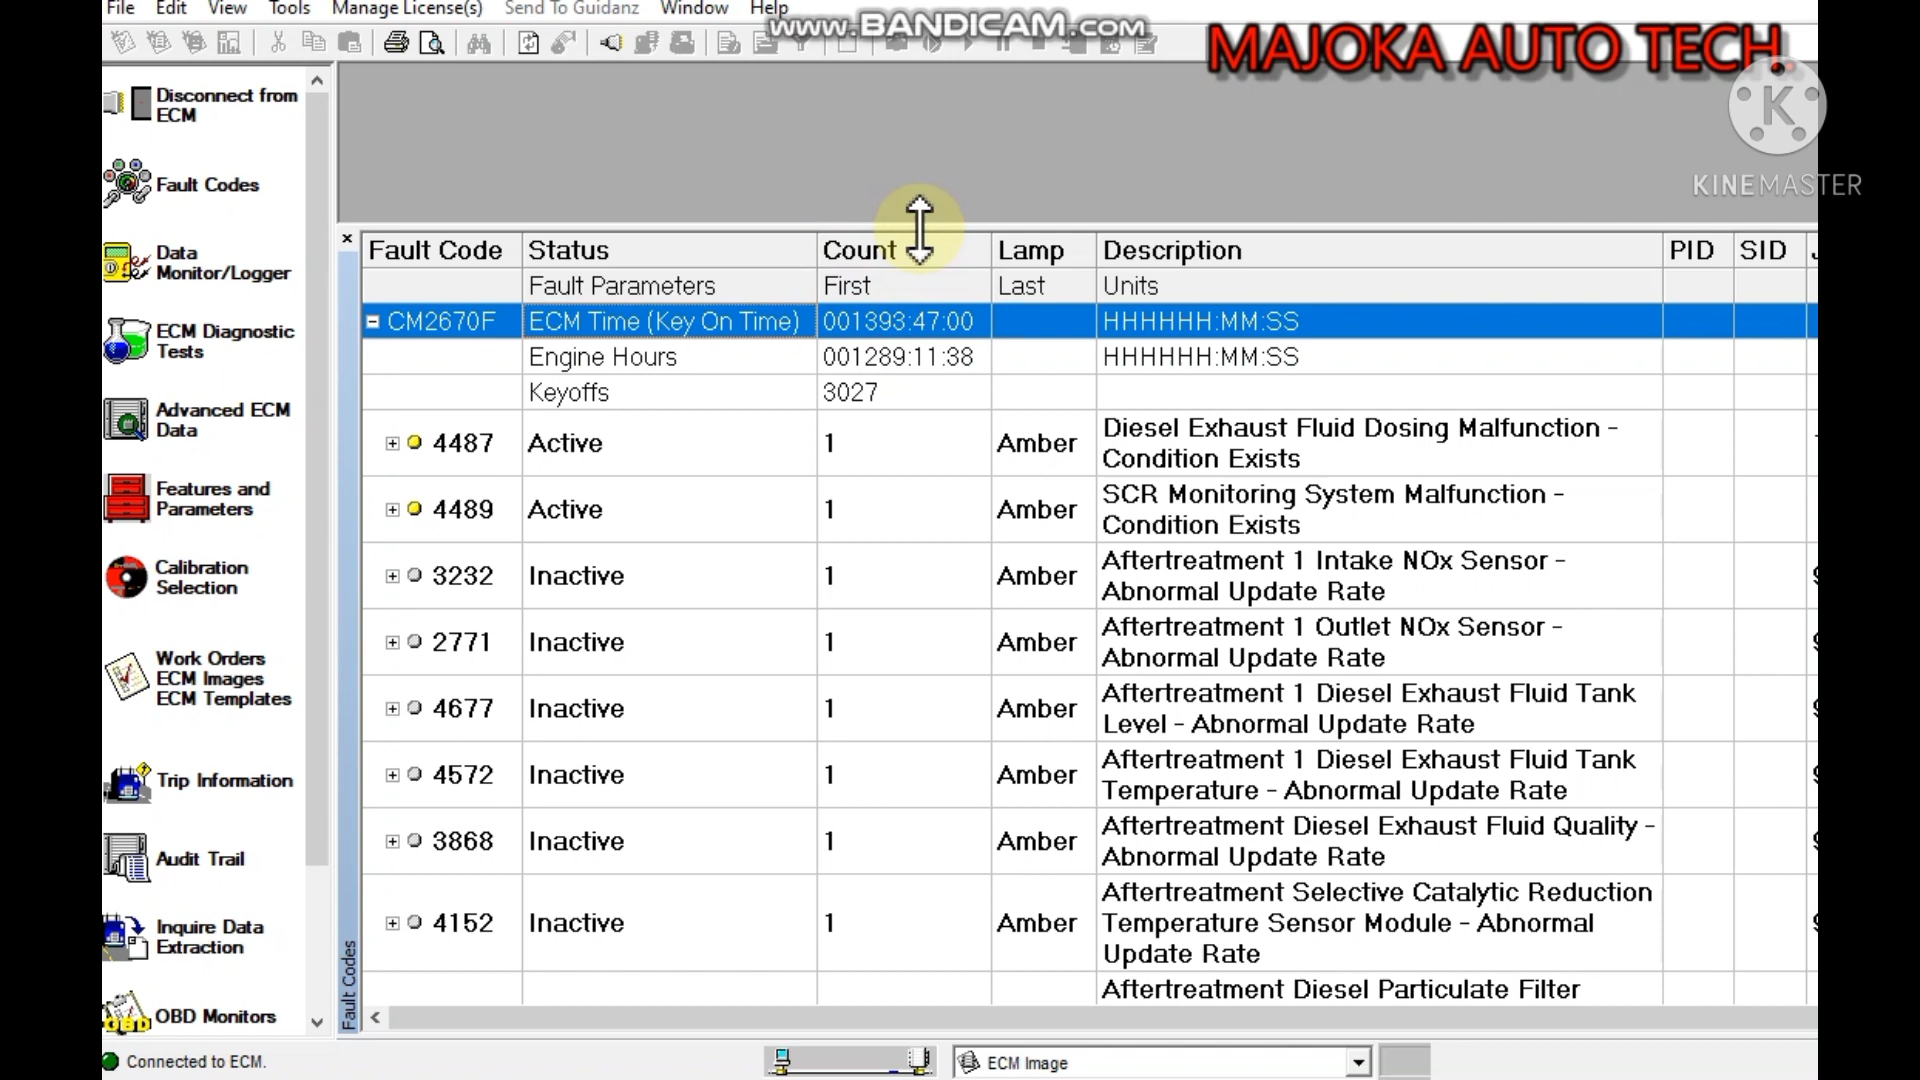 File Edit View Tools Manage License(s) Send To Guidanz Window Help
www.BANDICAM.com
MAJOKA AUTO TECH.
K
KINEMASTER
Disconnect from
ECM
Fault Codes
Data
Monitor/Logger
ECM Diagnostic
Tests
Advanced ECM
Data
Features and
Parameters
Calibration
Selection
Work Orders
ECM Images
ECM Templates
Trip Information
Audit Trail
Inquire Data
Extraction
OBD Monitors
Fault Codes
Fault Code Status Count Lamp Description PID SID
Fault Parameters First Last Units
CM2670F ECM Time (Key On Time) 001393:47:00 HHHHHH:MM:SS
Engine Hours 001289:11:38 HHHHHH:MM:SS
Keyoffs 3027
4487 Active 1 Amber Diesel Exhaust Fluid Dosing Malfunction -
Condition Exists
4489 Active 1 Amber SCR Monitoring System Malfunction -
Condition Exists
3232 Inactive 1 Amber Aftertreatment 1 Intake NOx Sensor -
Abnormal Update Rate
2771 Inactive 1 Amber Aftertreatment 1 Outlet NOx Sensor -
Abnormal Update Rate
4677 Inactive 1 Amber Aftertreatment 1 Diesel Exhaust Fluid Tank
Level - Abnormal Update Rate
4572 Inactive 1 Amber Aftertreatment 1 Diesel Exhaust Fluid Tank
Temperature - Abnormal Update Rate
3868 Inactive 1 Amber Aftertreatment Diesel Exhaust Fluid Quality -
Abnormal Update Rate
4152 Inactive 1 Amber Aftertreatment Selective Catalytic Reduction
Temperature Sensor Module - Abnormal
Update Rate
Aftertreatment Diesel Particulate Filter
Connected to ECM.
ECM Image